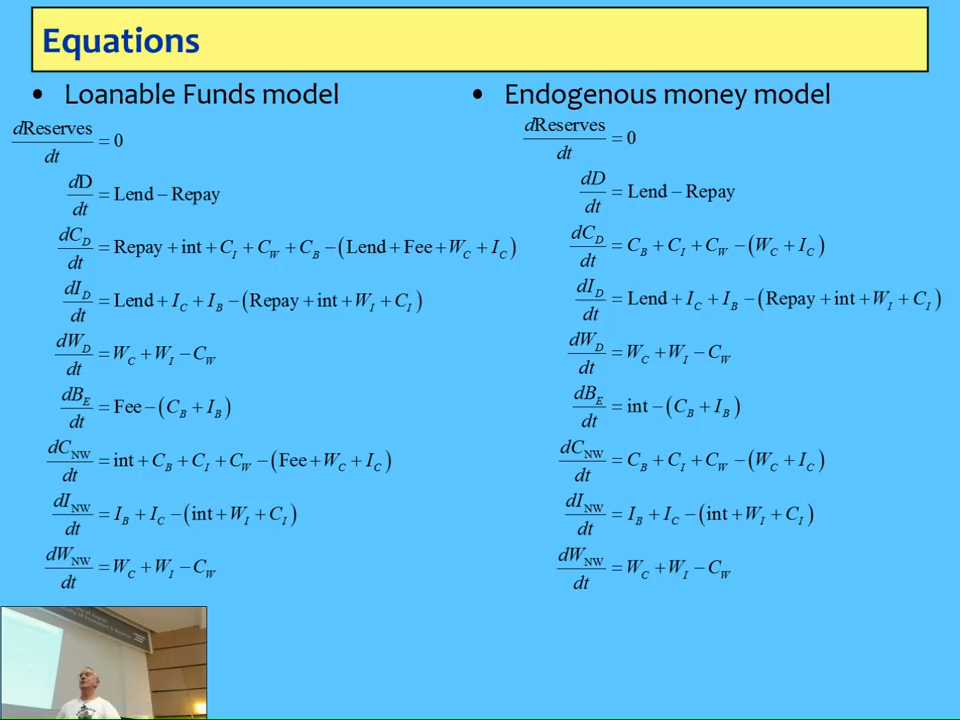 Equations
• Loanable Funds model
dReserves/dt = 0
dD/dt = Lend − Repay
dC_D/dt = Repay + int + C_I + C_W + C_B − (Lend + Fee + W_C + I_C)
dI_D/dt = Lend + I_C + I_B − (Repay + int + W_I + C_I)
dW_D/dt = W_C + W_I − C_W
dB_E/dt = Fee − (C_B + I_B)
dC_NW/dt = int + C_B + C_I + C_W − (Fee + W_C + I_C)
dI_NW/dt = I_B + I_C − (int + W_I + C_I)
dW_NW/dt = W_C + W_I − C_W
• Endogenous money model
dReserves/dt = 0
dD/dt = Lend − Repay
dC_D/dt = C_B + C_I + C_W − (W_C + I_C)
dI_D/dt = Lend + I_C + I_B − (Repay + int + W_I + C_I)
dW_D/dt = W_C + W_I − C_W
dB_E/dt = int − (C_B + I_B)
dC_NW/dt = C_B + C_I + C_W − (W_C + I_C)
dI_NW/dt = I_B + I_C − (int + W_I + C_I)
dW_NW/dt = W_C + W_I − C_W